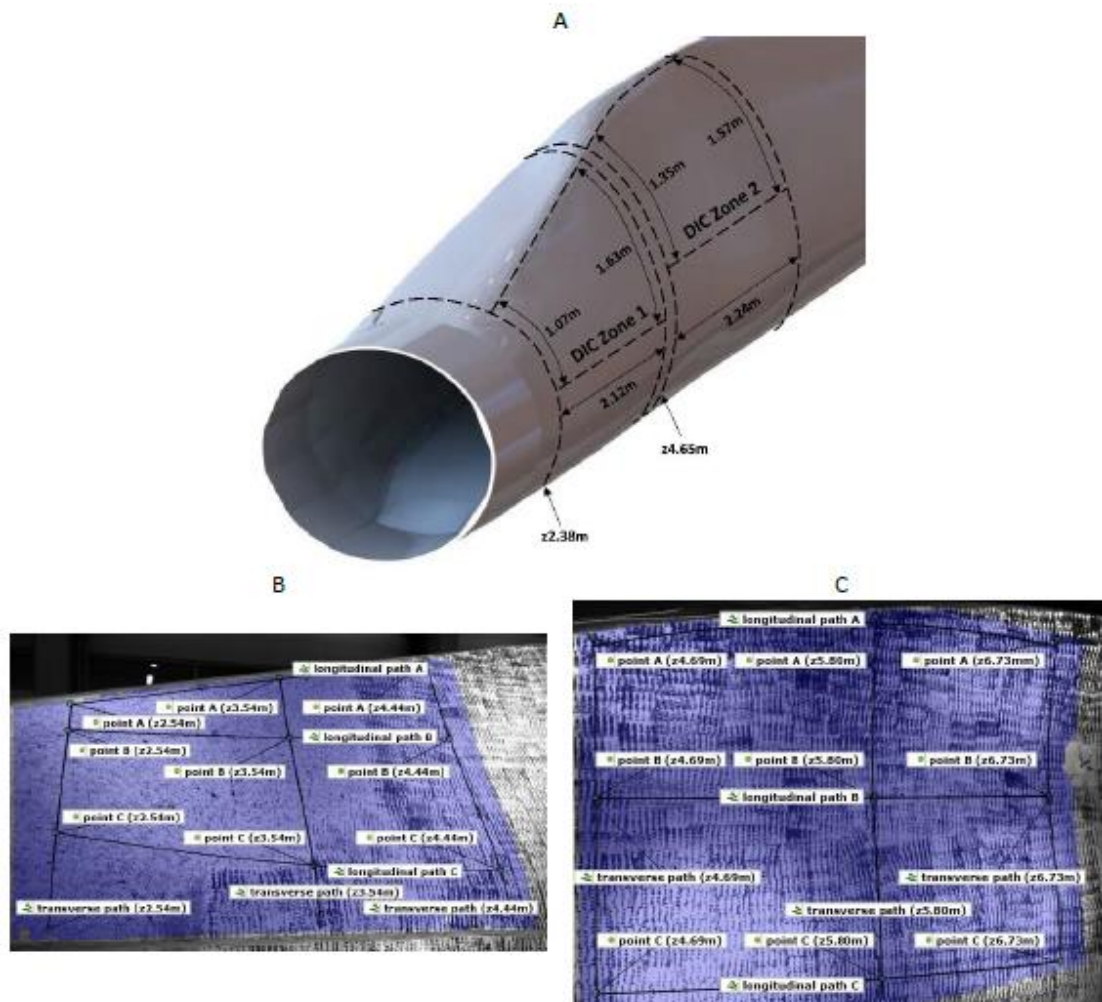 A
1.57m
1.35m
DIC Zone 2
1.63m
2.24m
1.07m
DIC Zone 1
2.12m
z4.65m
z2.38m
B
C
longitudinal path A
point A (z3.54m)
point A (z4.44m)
point A (z2.54m)
longitudinal path B
point B (z2.54m)
point B (z3.54m)
point B (z4.44m)
point C (z2.54m)
point C (z3.54m)
point C (z4.44m)
longitudinal path C
transverse path (z3.54m)
transverse path (z2.54m)
transverse path (z4.44m)
longitudinal path A
point A (z4.69m)
point A (z5.80m)
point A (z6.73mm)
point B (z4.69m)
point B (z5.80m)
point B (z6.73m)
longitudinal path B
transverse path (z4.69m)
transverse path (z6.73m)
transverse path (z5.80m)
point C (z4.69m)
point C (z5.80m)
point C (z6.73m)
longitudinal path C